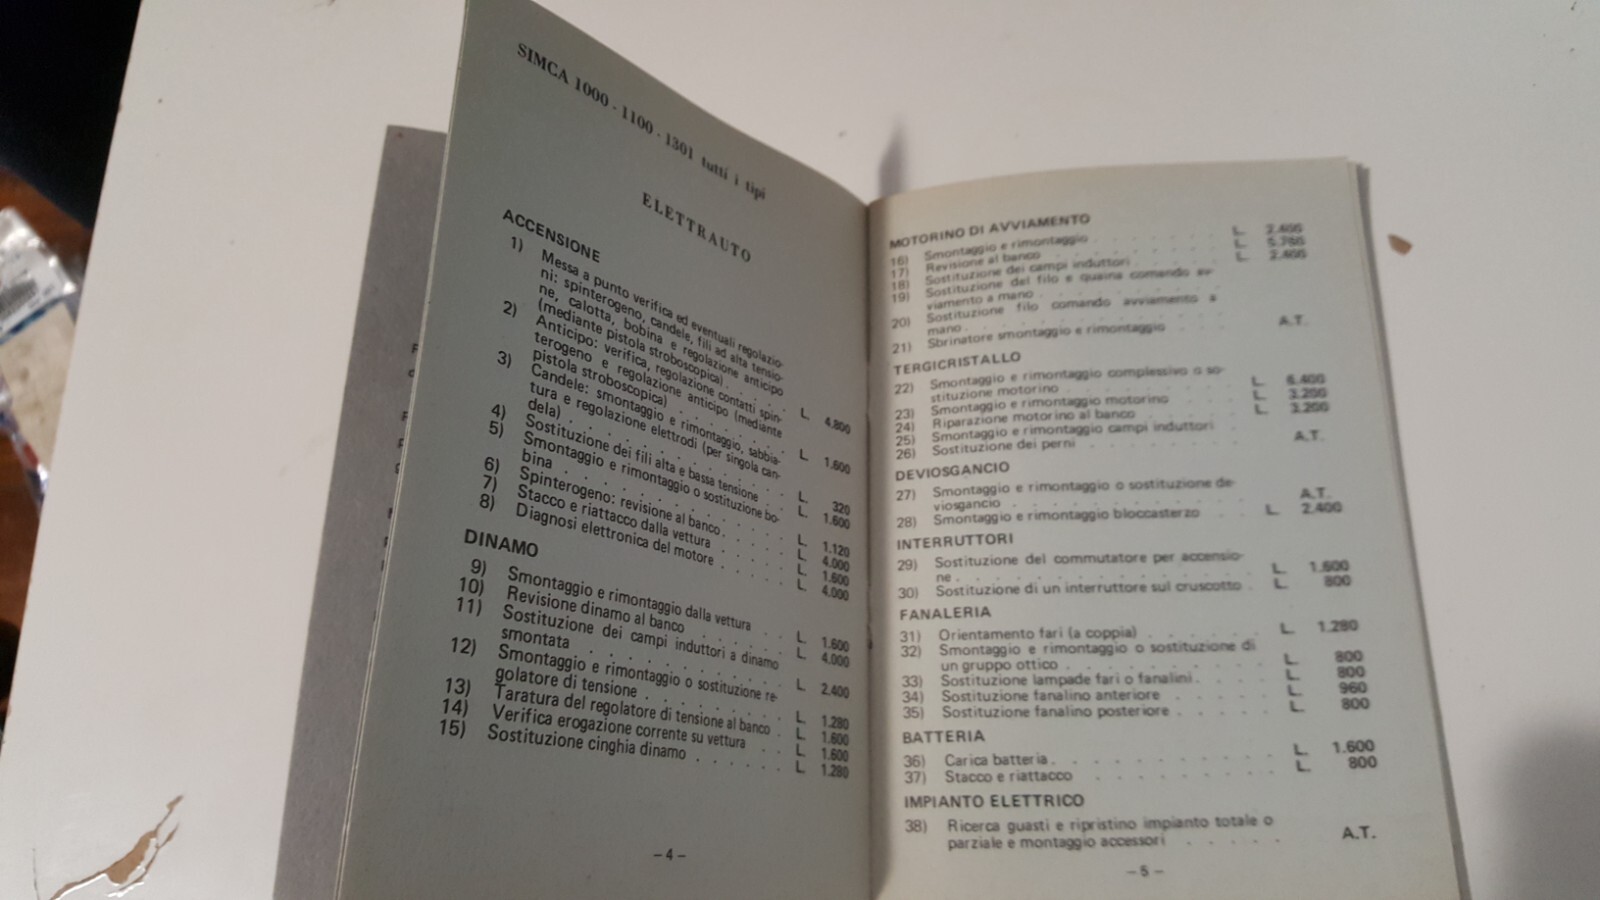 SIMCA 1000 - 1100 - 1301 tutti i tipi
ELETTRAUTO
ACCENSIONE
1) Messa a punto verifica ed eventuali regolazio-
ni: spinterogeno, candele, fili ad alta tensio-
ne, calotta, bobina e regolazione anticipo
(mediante pistola stroboscopica) . . . . L. 4.800
2) Anticipo: verifica, regolazione contatti spin-
terogeno e regolazione anticipo (mediante
pistola stroboscopica) . . . . L. 1.600
3) Candele: smontaggio e rimontaggio, sabbia-
tura e regolazione elettrodi (per singola can-
dela) . . . . L. 320
4) Sostituzione dei fili alta e bassa tensione . . L. 1.600
5) Smontaggio e rimontaggio o sostituzione bo-
bina . . . . L. 1.120
6) Spinterogeno: revisione al banco . . . . L. 4.000
7) Stacco e riattacco dalla vettura . . . . L. 1.600
8) Diagnosi elettronica del motore . . . . L. 4.000
DINAMO
9) Smontaggio e rimontaggio dalla vettura . . L. 1.600
10) Revisione dinamo al banco . . . . L. 4.000
11) Sostituzione dei campi induttori a dinamo
smontata . . . . L. 2.400
12) Smontaggio e rimontaggio o sostituzione re-
golatore di tensione . . . . L. 1.280
13) Taratura del regolatore di tensione al banco . L. 1.600
14) Verifica erogazione corrente su vettura . . L. 1.600
15) Sostituzione cinghia dinamo . . . . L. 1.280
– 4 –
MOTORINO DI AVVIAMENTO
16) Smontaggio e rimontaggio . . . . L. 2.400
17) Revisione al banco . . . . L.
18) Sostituzione dei campi induttori . . . . L. 2.400
19) Sostituzione del filo e guaina comando av-
viamento a mano . . . .
20) Sostituzione filo comando avviamento a
mano . . . .
21) Sbrinatore smontaggio e rimontaggio . . A.T.
TERGICRISTALLO
22) Smontaggio e rimontaggio complessivo o so-
stituzione motorino . . . . L. 6.400
23) Smontaggio e rimontaggio motorino . . L. 3.200
24) Riparazione motorino al banco . . . . L. 3.200
25) Smontaggio e rimontaggio campi induttori . .
26) Sostituzione dei perni . . . . A.T.
DEVIOSGANCIO
27) Smontaggio e rimontaggio o sostituzione de-
viosgancio . . . . A.T.
28) Smontaggio e rimontaggio bloccasterzo . . L. 2.400
INTERRUTTORI
29) Sostituzione del commutatore per accensio-
ne . . . . L. 1.600
30) Sostituzione di un interruttore sul cruscotto . L. 800
FANALERIA
31) Orientamento fari (a coppia) . . . . L. 1.280
32) Smontaggio e rimontaggio o sostituzione di
un gruppo ottico . . . . L. 800
33) Sostituzione lampade fari o fanalini . . . . L. 800
34) Sostituzione fanalino anteriore . . . . L. 960
35) Sostituzione fanalino posteriore . . . . L. 800
BATTERIA
36) Carica batteria . . . . L. 1.600
37) Stacco e riattacco . . . . L. 800
IMPIANTO ELETTRICO
38) Ricerca guasti e ripristino impianto totale o
parziale e montaggio accessori . . . . A.T.
– 5 –